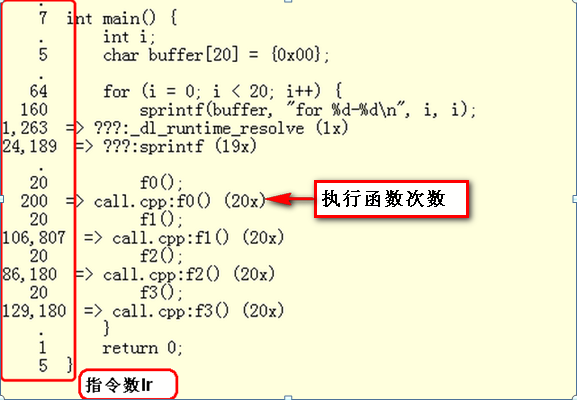 .
7 int main() {
. int i;
5 char buffer[20] = {0x00};
.
64 for (i = 0; i < 20; i++) {
160 sprintf(buffer, "for %d-%d\n", i, i);
1,263 => ???:_dl_runtime_resolve (1x)
24,189 => ???:sprintf (19x)
.
20 f0();
200 => call.cpp:f0() (20x)
执行函数次数
20 f1();
106,807 => call.cpp:f1() (20x)
20 f2();
86,180 => call.cpp:f2() (20x)
20 f3();
129,180 => call.cpp:f3() (20x)
. }
1 return 0;
5 }
指令数Ir